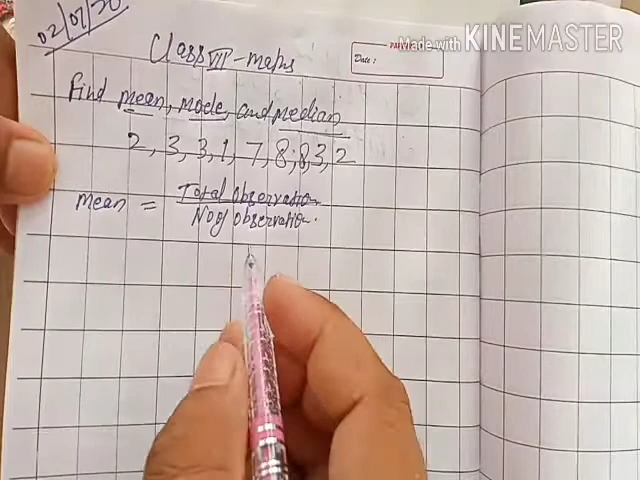 02/07/20
Made with KINEMASTER
Class VII - maths
Date :
Find mean, mode, and median
2, 3, 3, 1, 7, 8, 8, 3, 2
mean = Total observation
No of observation.